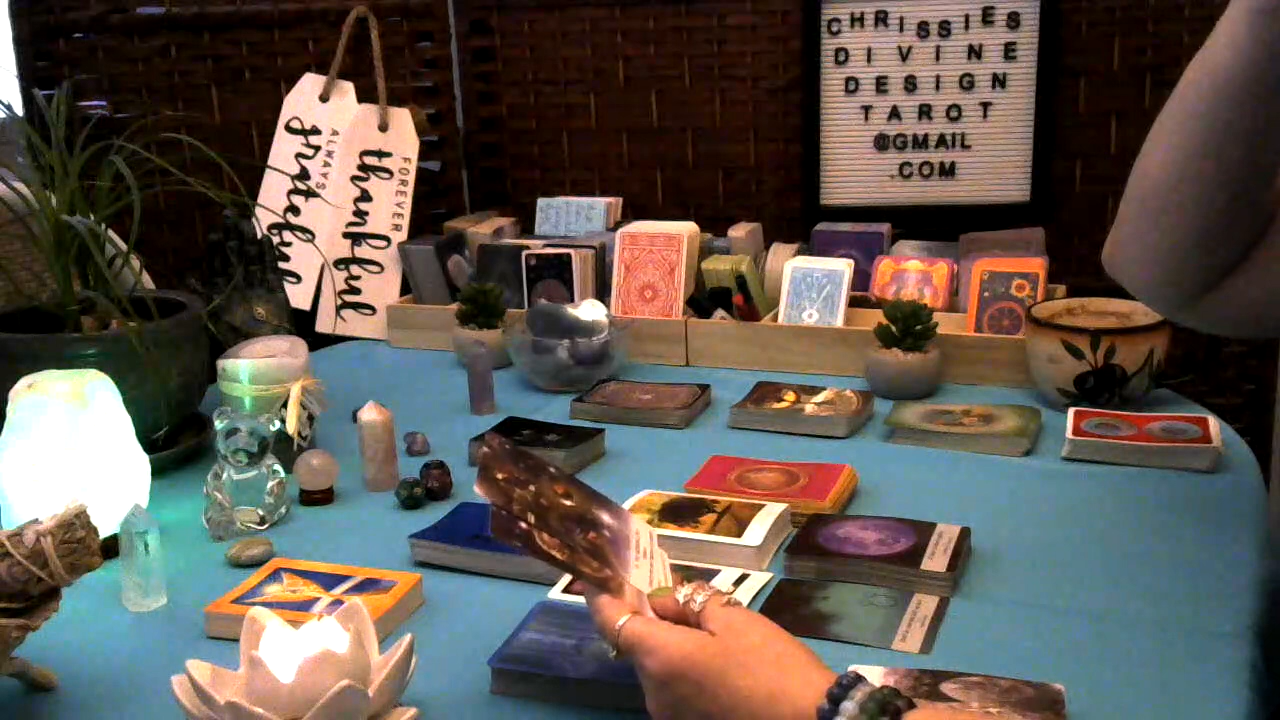 ALWAYS
grateful
FOREVER
thankful
CHRISSIES
DIVINE
DESIGN
TAROT
@GMAIL
.COM